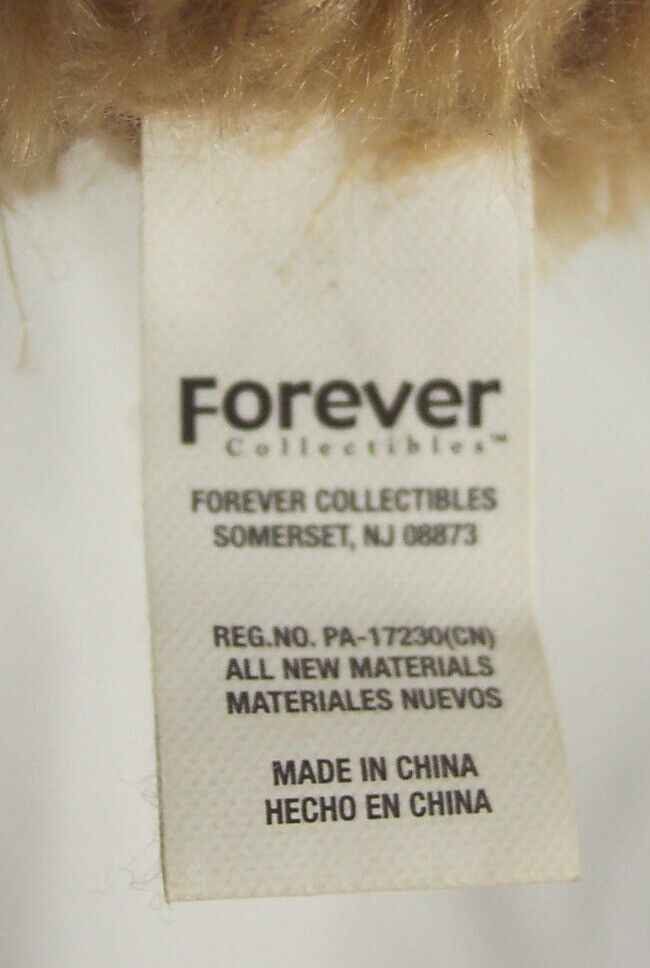 Forever
Collectibles™
FOREVER COLLECTIBLES
SOMERSET, NJ 08873
REG.NO. PA-17230(CN)
ALL NEW MATERIALS
MATERIALES NUEVOS
MADE IN CHINA
HECHO EN CHINA